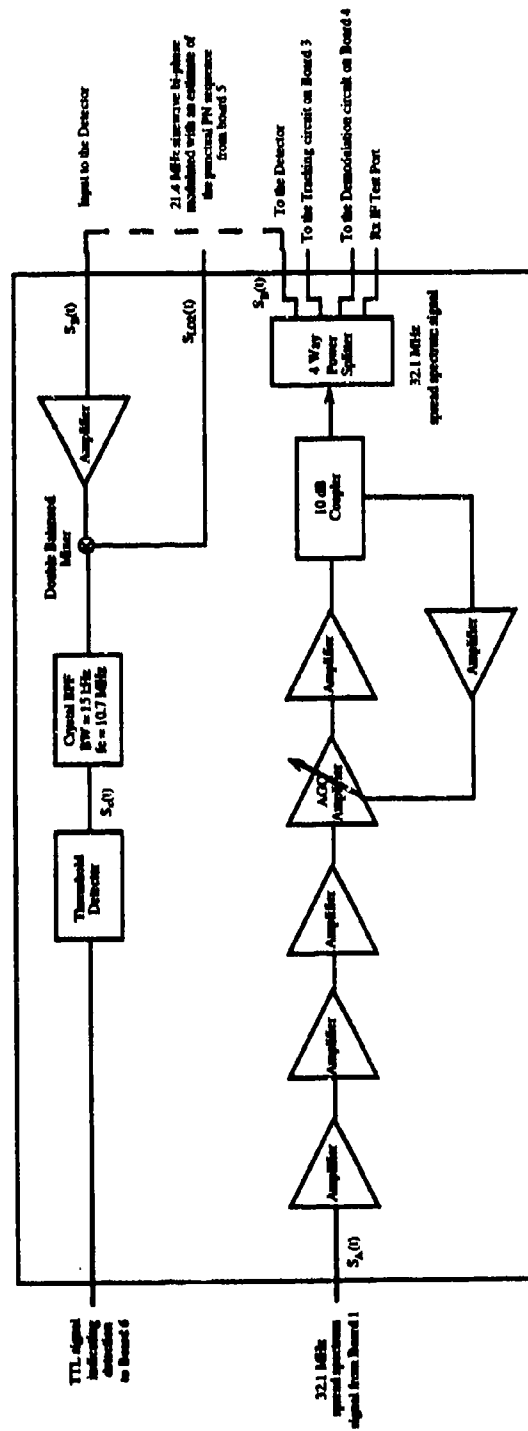 TTL signal
indicating
detection
to Board 6
Threshold
Detector
S_c(t)
Crystal BPF
BW = 15 kHz
fc = 10.7 MHz
Double Balanced
Mixer
Amplifier
S_B(t)
Input to the Detector
S_LO2(t)
21.4 MHz sinewave bi-phase
modulated with an estimate of
the punctual PN sequence
from board 5
32.1 MHz
spread spectrum
signal from Board 1
S_A(t)
Amplifier
Amplifier
Amplifier
AGC
Amplifier
Amplifier
10 dB
Coupler
Amplifier
4 Way
Power
Splitter
32.1 MHz
spread spectrum signal
S_B(t)
To the Detector
To the Tracking circuit on Board 3
To the Demodulation circuit on Board 4
Rx IF Test Port